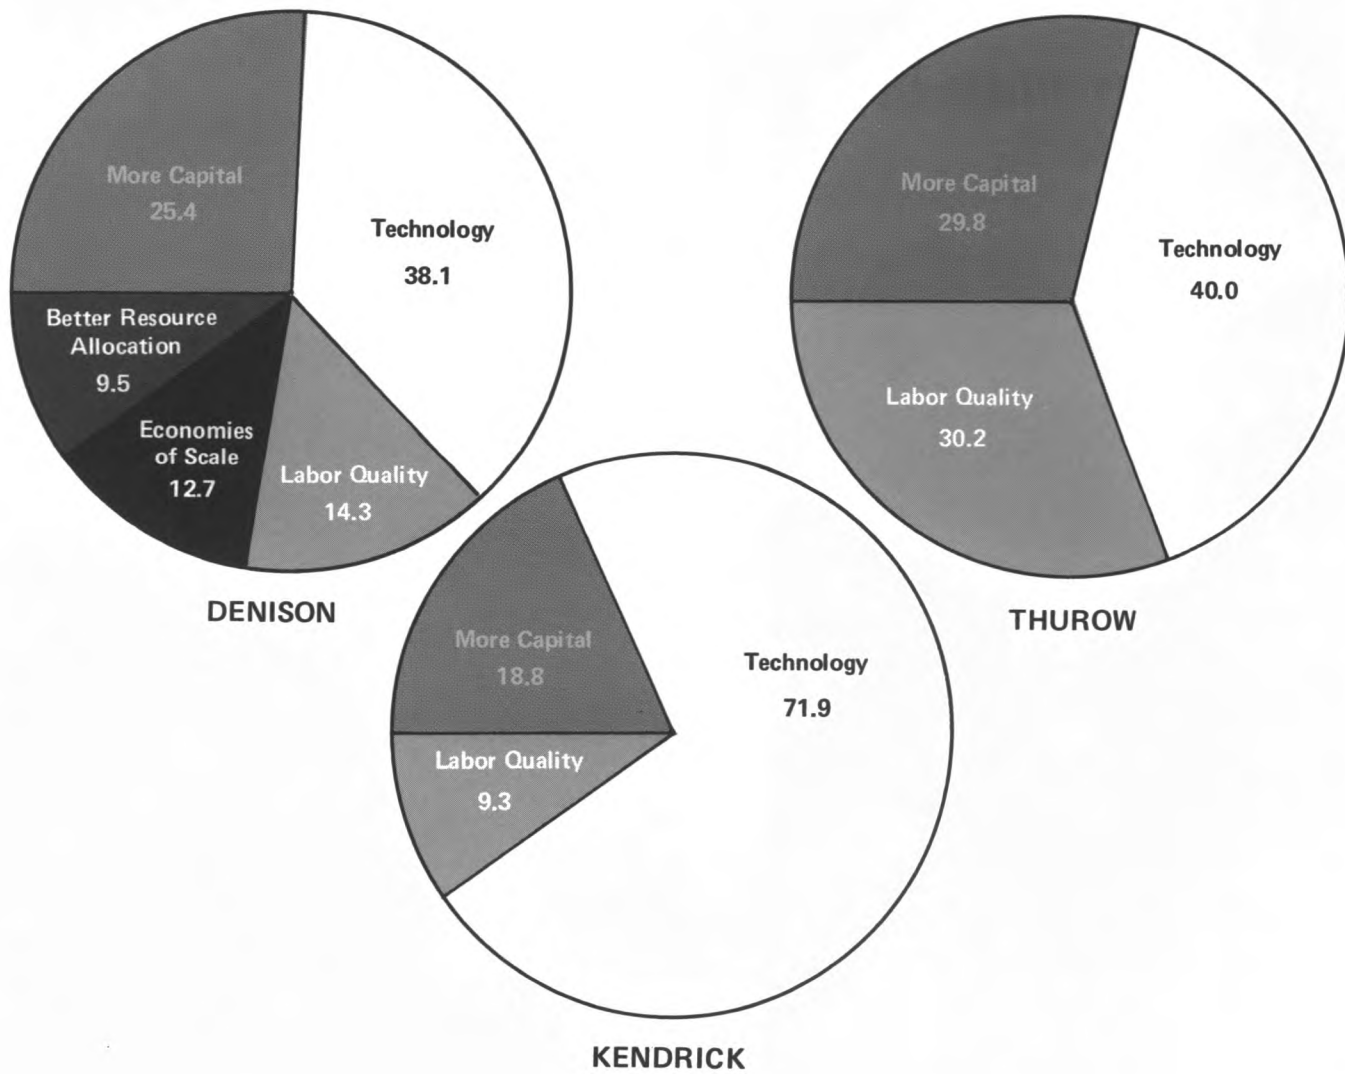 More Capital
25.4
Technology
38.1
Better Resource
Allocation
9.5
Economies
of Scale
12.7
Labor Quality
14.3
DENISON
More Capital
29.8
Technology
40.0
Labor Quality
30.2
THUROW
More Capital
18.8
Technology
71.9
Labor Quality
9.3
KENDRICK